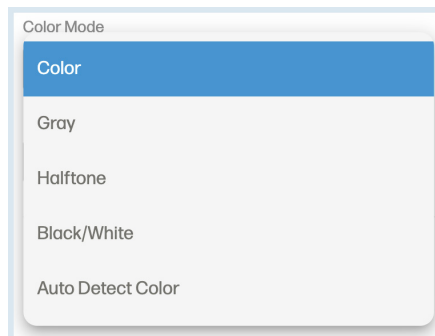 Color Mode
Color
Gray
Halftone
Black/White
Auto Detect Color